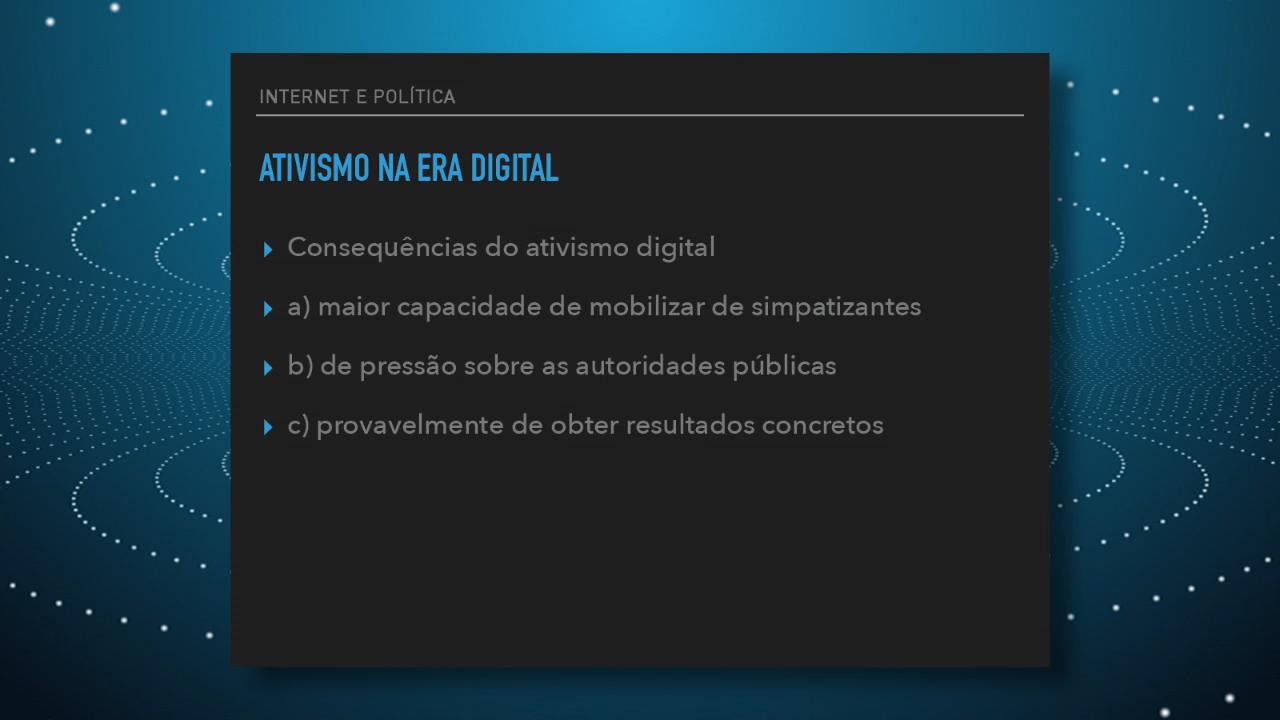 INTERNET E POLÍTICA
ATIVISMO NA ERA DIGITAL
Consequências do ativismo digital
a) maior capacidade de mobilizar de simpatizantes
b) de pressão sobre as autoridades públicas
c) provavelmente de obter resultados concretos